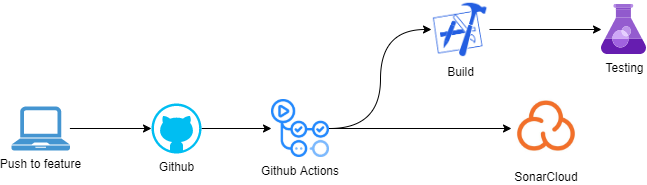 Build
Testing
Push to feature
Github
Github Actions
SonarCloud